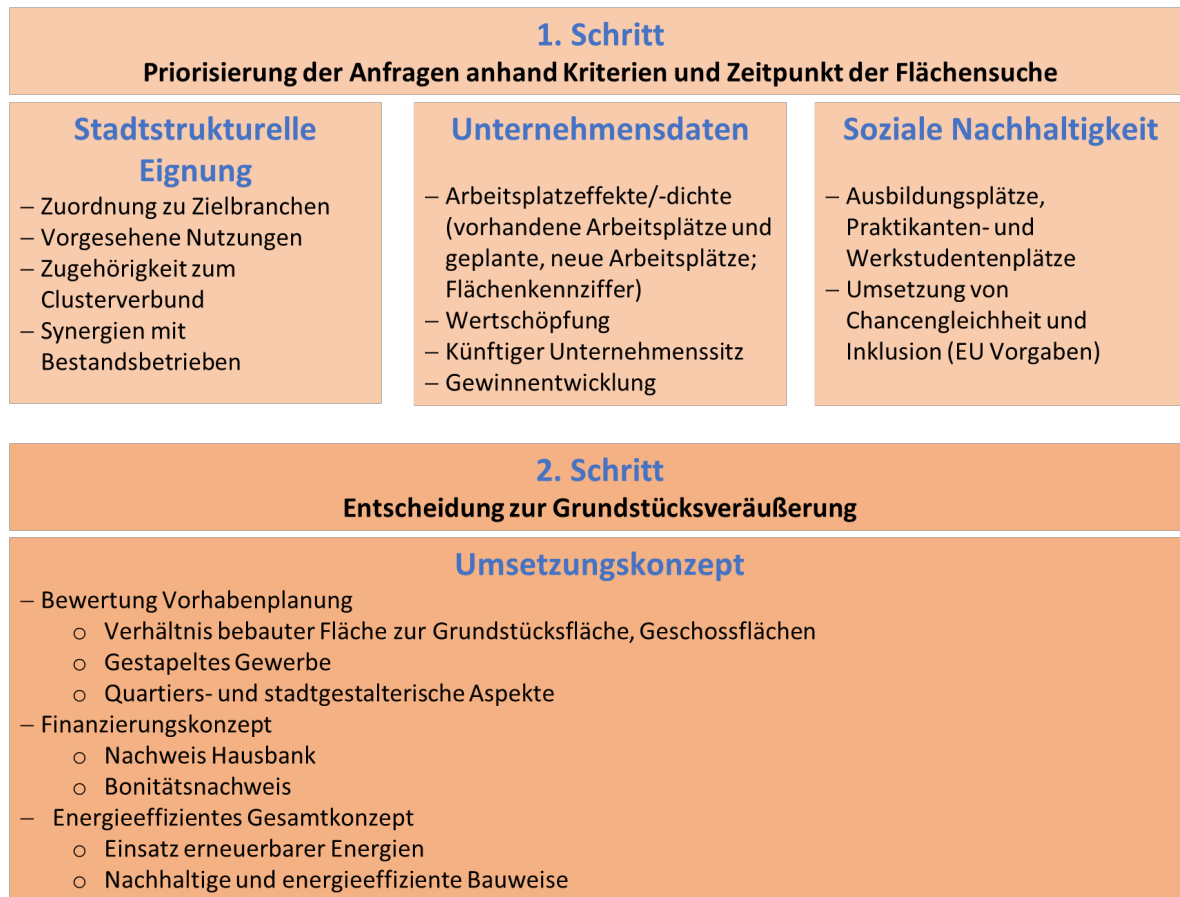 1. Schritt
Priorisierung der Anfragen anhand Kriterien und Zeitpunkt der Flächensuche
Stadtstrukturelle
Eignung
– Zuordnung zu Zielbranchen
– Vorgesehene Nutzungen
– Zugehörigkeit zum
Clusterverbund
– Synergien mit
Bestandsbetrieben
Unternehmensdaten
– Arbeitsplatzeffekte/-dichte
(vorhandene Arbeitsplätze und
geplante, neue Arbeitsplätze;
Flächenkennziffer)
– Wertschöpfung
– Künftiger Unternehmenssitz
– Gewinnentwicklung
Soziale Nachhaltigkeit
– Ausbildungsplätze,
Praktikanten- und
Werkstudentenplätze
– Umsetzung von
Chancengleichheit und
Inklusion (EU Vorgaben)
2. Schritt
Entscheidung zur Grundstücksveräußerung
Umsetzungskonzept
– Bewertung Vorhabenplanung
o Verhältnis bebauter Fläche zur Grundstücksfläche, Geschossflächen
o Gestapeltes Gewerbe
o Quartiers- und stadtgestalterische Aspekte
– Finanzierungskonzept
o Nachweis Hausbank
o Bonitätsnachweis
– Energieeffizientes Gesamtkonzept
o Einsatz erneuerbarer Energien
o Nachhaltige und energieeffiziente Bauweise